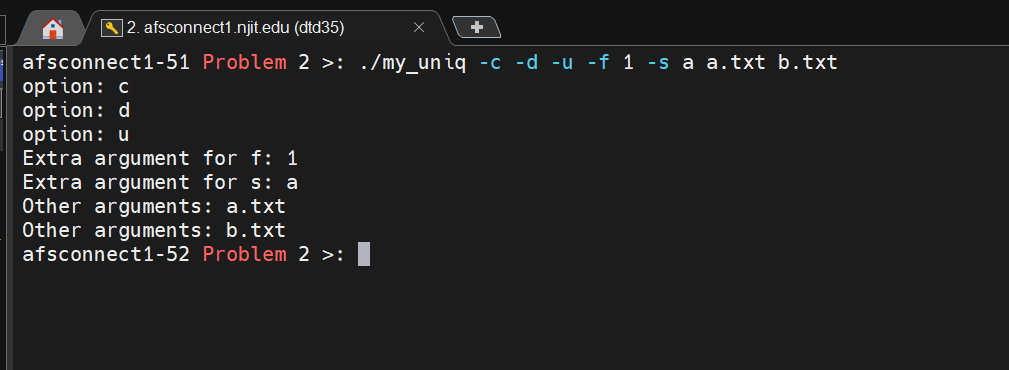 2. afsconnect1.njit.edu (dtd35)
afsconnect1-51 Problem 2 >: ./my_uniq -c -d -u -f 1 -s a a.txt b.txt
option: c
option: d
option: u
Extra argument for f: 1
Extra argument for s: a
Other arguments: a.txt
Other arguments: b.txt
afsconnect1-52 Problem 2 >: